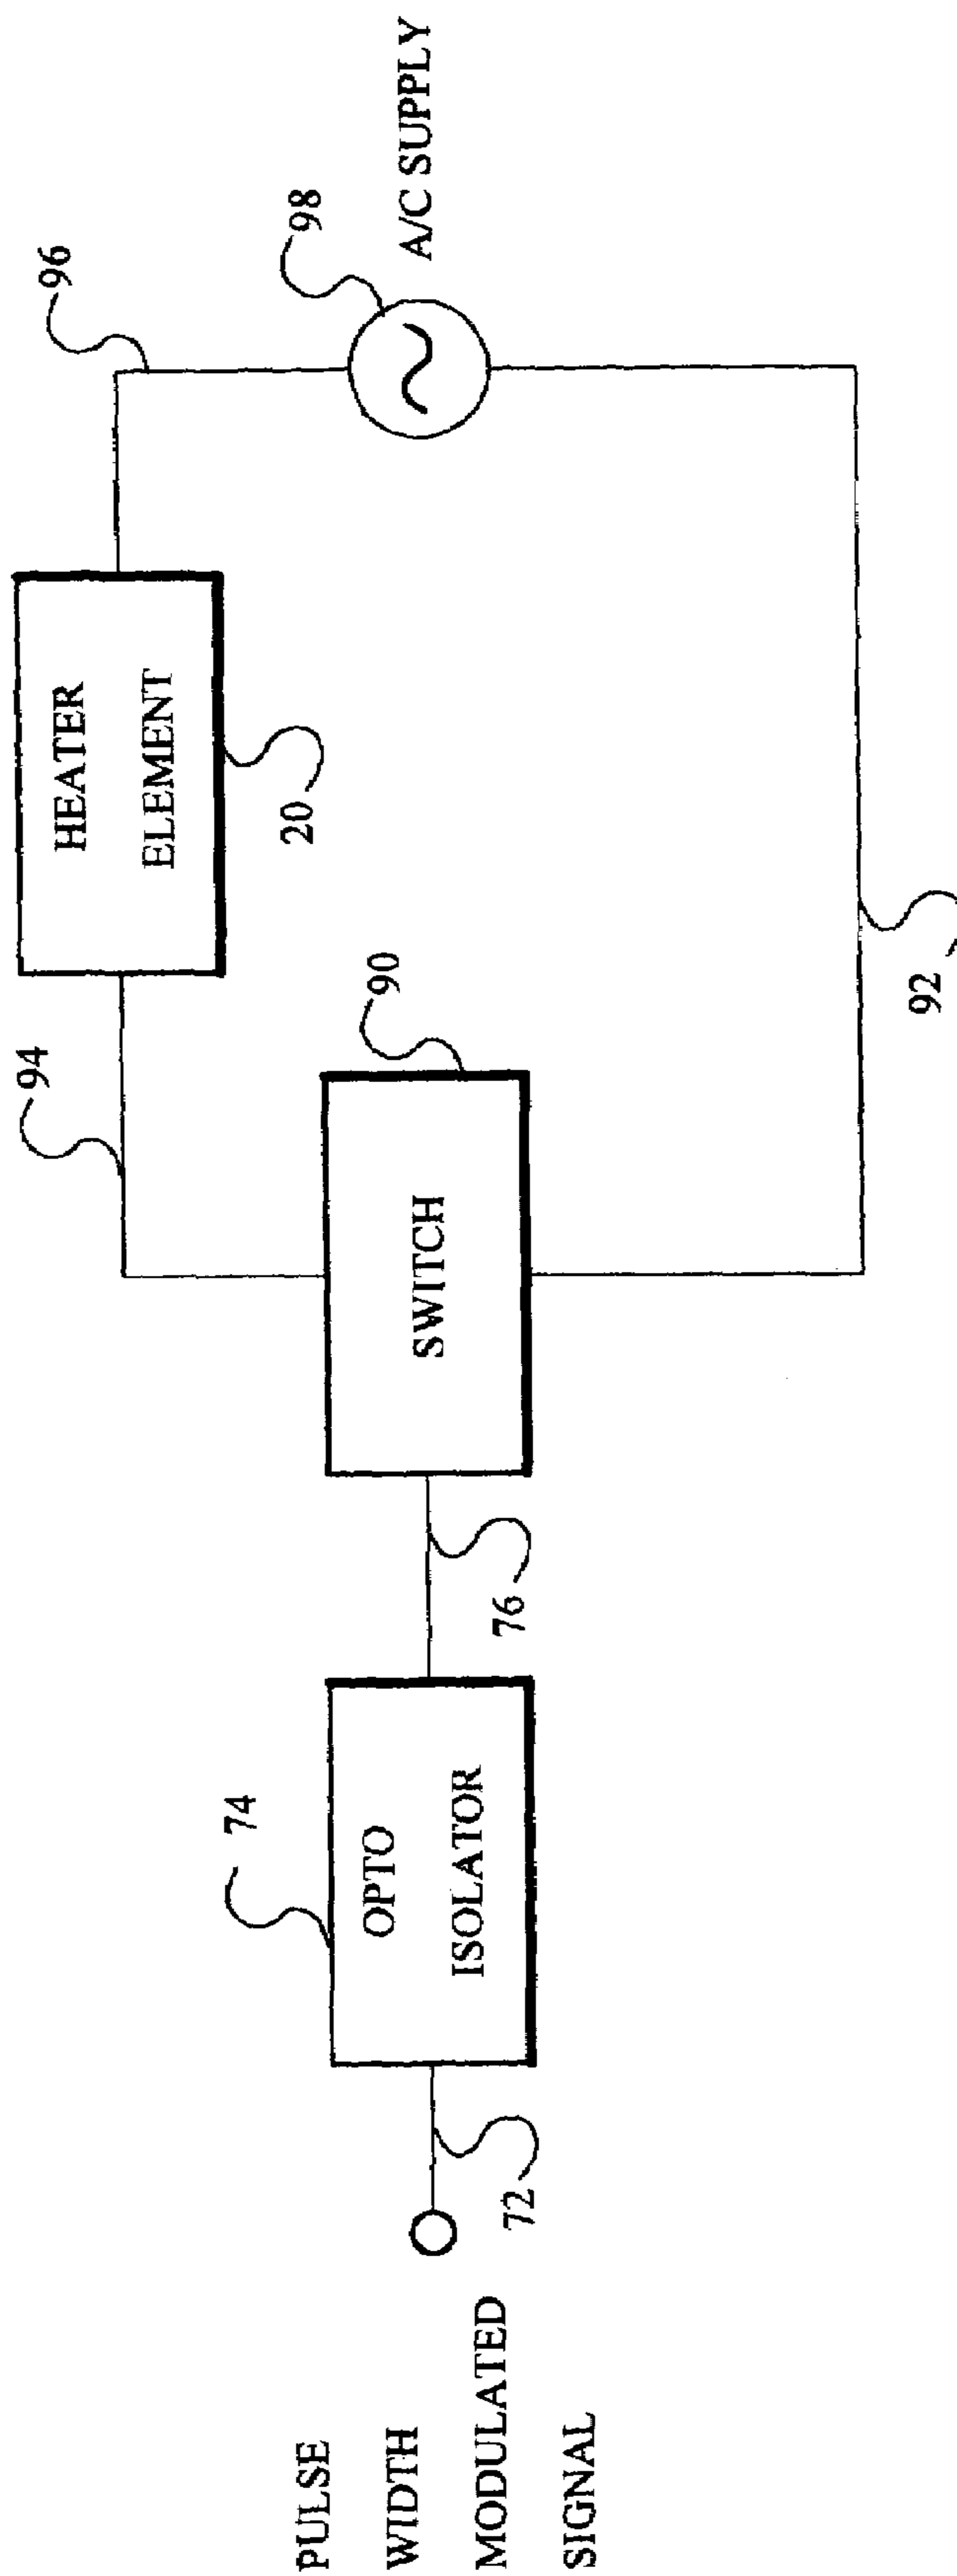 PULSE
WIDTH
MODULATED
SIGNAL
72
74
OPTO
ISOLATOR
76
SWITCH
90
94
HEATER
ELEMENT
20
96
98
A/C SUPPLY
92